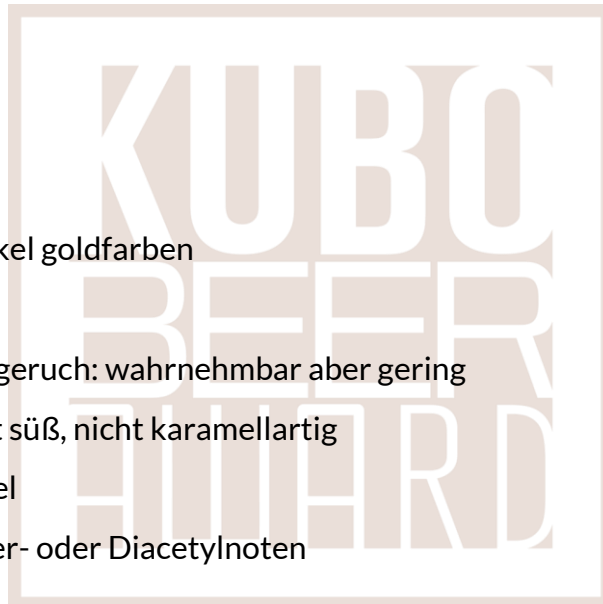 KUBO
kel goldfarben
BEER
geruch: wahrnehmbar aber gering
t süß, nicht karamellartig
AWARD
el
er- oder Diacetylnoten